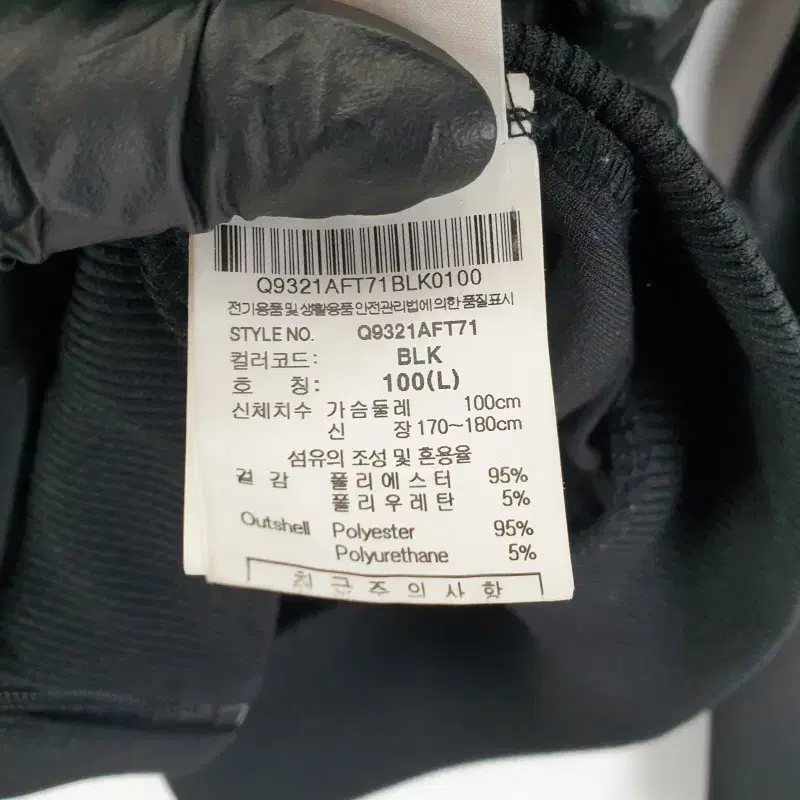 Q9321AFT71BLK0100
전기용품 및 생활용품 안전관리법에 의한 품질표시
STYLE NO. Q9321AFT71
컬러코드: BLK
호 칭: 100(L)
신체치수 가슴둘레 100cm
신 장 170~180cm
섬유의 조성 및 혼용율
겉 감 폴리에스터 95%
폴리우레탄 5%
Outshell Polyester 95%
Polyurethane 5%
취급주의사항